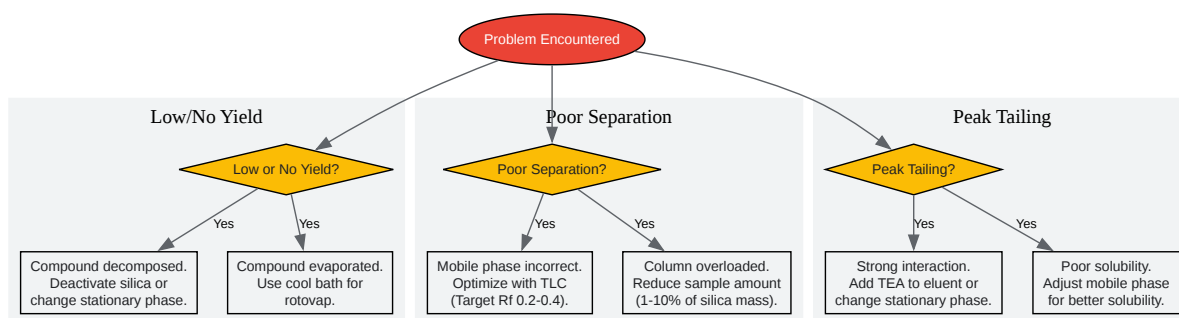 Problem Encountered
Low/No Yield
Poor Separation
Peak Tailing
Low or No Yield?
Poor Separation?
Peak Tailing?
Yes
Yes
Yes
Yes
Yes
Yes
Compound decomposed.
Deactivate silica or
change stationary phase.
Compound evaporated.
Use cool bath for
rotovap.
Mobile phase incorrect.
Optimize with TLC
(Target Rf 0.2-0.4).
Column overloaded.
Reduce sample amount
(1-10% of silica mass).
Strong interaction.
Add TEA to eluent or
change stationary phase.
Poor solubility.
Adjust mobile phase
for better solubility.